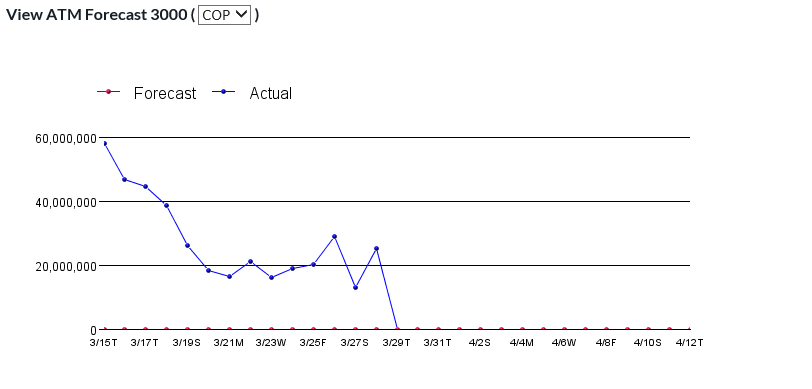 View ATM Forecast 3000 ( COP )
Forecast Actual
60,000,000
40,000,000
20,000,000
0
3/15T 3/17T 3/19S 3/21M 3/23W 3/25F 3/27S 3/29T 3/31T 4/2S 4/4M 4/6W 4/8F 4/10S 4/12T